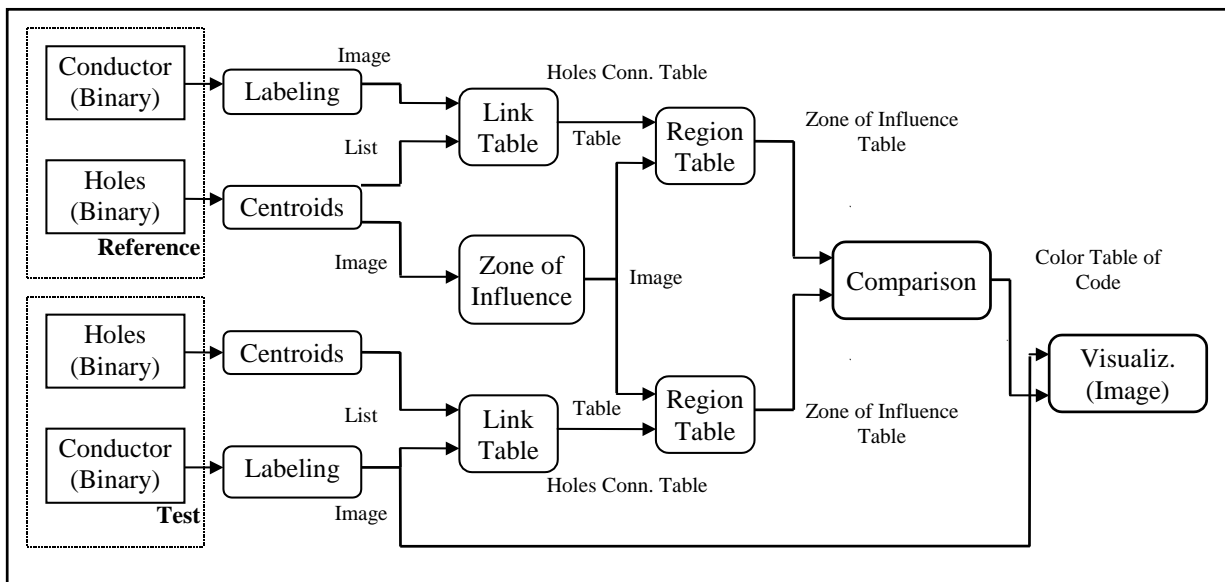 Conductor
(Binary)
Labeling
Image
Holes Conn. Table
Link
Table
Table
Region
Table
Zone of Influence
Table
List
Holes
(Binary)
Centroids
Reference
Image
Zone of
Influence
Image
Comparison
Color Table of
Code
Holes
(Binary)
Centroids
Visualiz.
(Image)
List
Link
Table
Table
Region
Table
Zone of Influence
Table
Conductor
(Binary)
Labeling
Holes Conn. Table
Test
Image